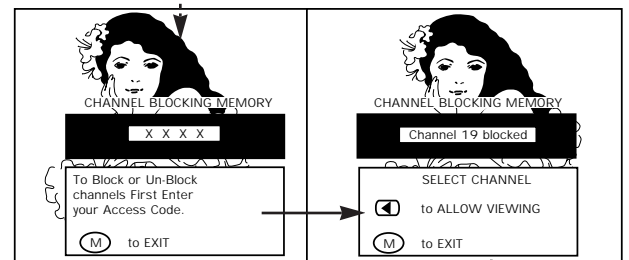 CHANNEL BLOCKING MEMORY
X X X X
To Block or Un-Block
channels First Enter
your Access Code.
M to EXIT
CHANNEL BLOCKING MEMORY
Channel 19 blocked
SELECT CHANNEL
to ALLOW VIEWING
M to EXIT